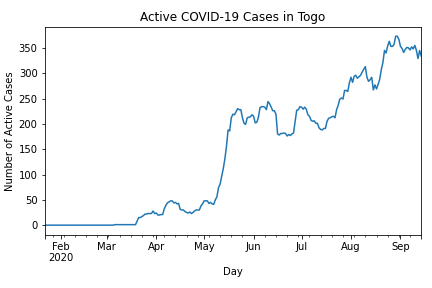 Active COVID-19 Cases in Togo
Number of Active Cases
350
300
250
200
150
100
50
0
Feb Mar Apr May Jun Jul Aug Sep
2020
Day